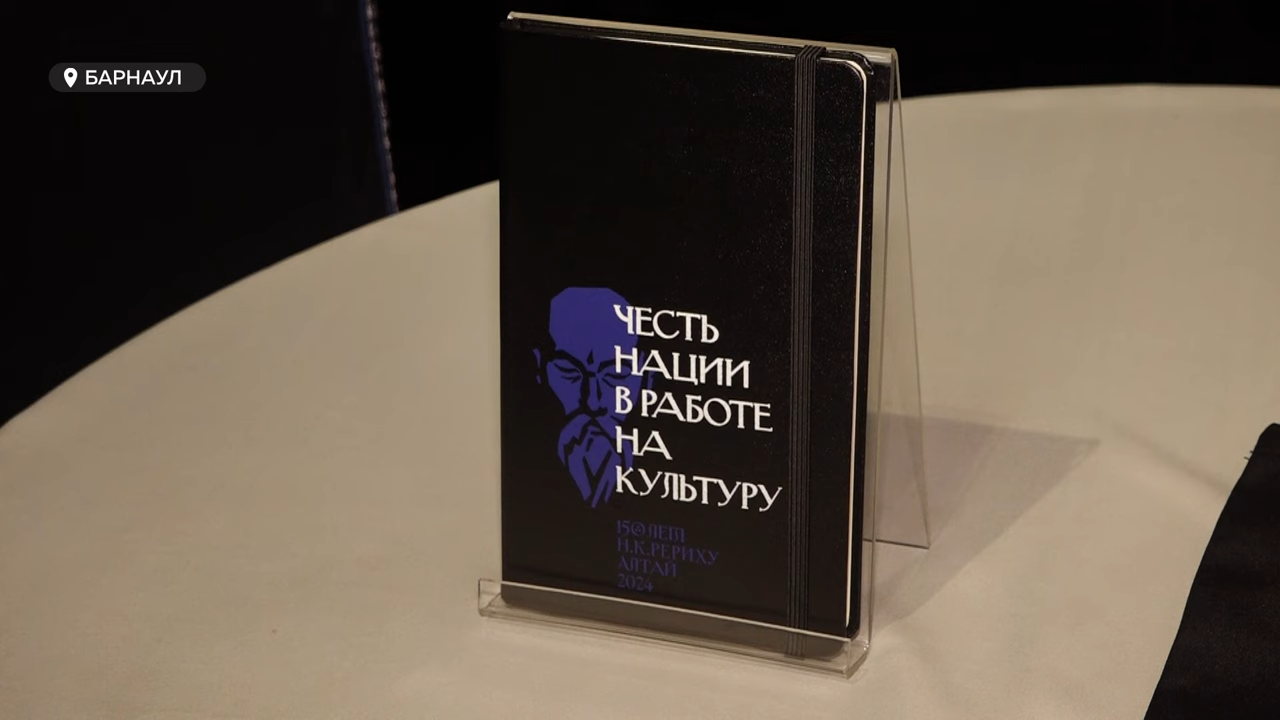 БАРНАУЛ
ЧЕСТЬ
НАЦИИ
В РАБОТЕ
НА
КУЛЬТУРУ
150 ЛЕТ
Н.К.РЕРИХУ
АЛТАЙ
2024